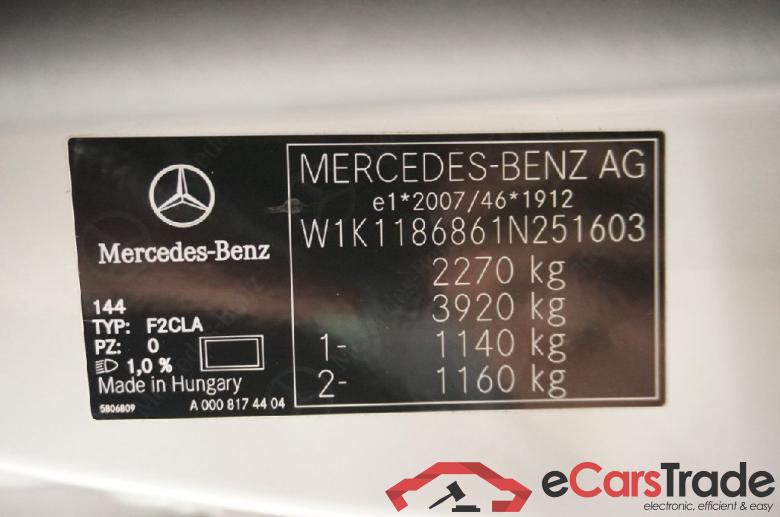 MERCEDES-BENZ AG
e1*2007/46*1912
W1K1186861N251603
2270 kg
3920 kg
1- 1140 kg
2- 1160 kg
Mercedes-Benz
144
TYP: F2CLA
PZ: 0
1,0 %
Made in Hungary
5806809 A 000 817 44 04
eCarsTrade
electronic, efficient & easy